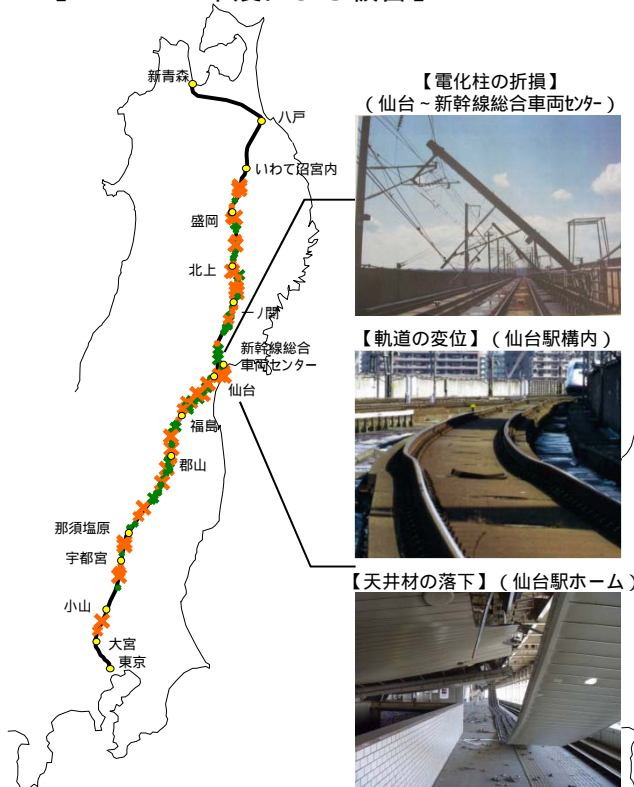 新青森
八戸
いわて沼宮内
盛岡
北上
一ノ関
新幹線総合
車両センター
仙台
福島
郡山
那須塩原
宇都宮
小山
大宮
東京
【電化柱の折損】
（仙台～新幹線総合車両ｾﾝﾀｰ）
【軌道の変位】（仙台駅構内）
【天井材の落下】（仙台駅ホーム）